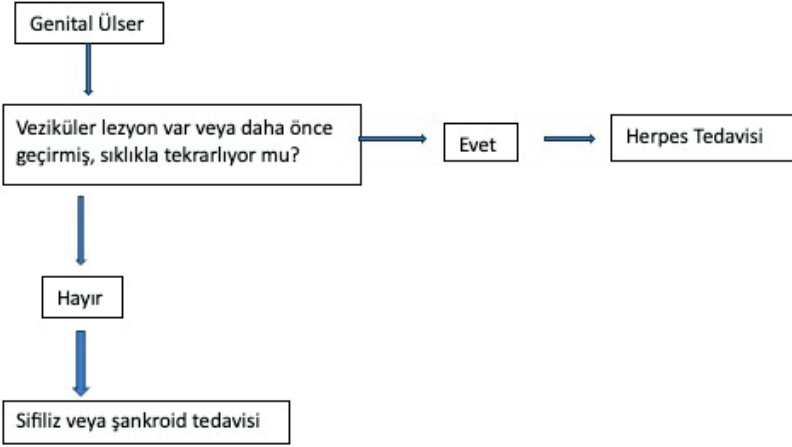 Genital Ülser
Veziküler lezyon var veya daha önce
geçirmiş, sıklıkla tekrarlıyor mu?
Evet
Herpes Tedavisi
Hayır
Sifiliz veya şankroid tedavisi